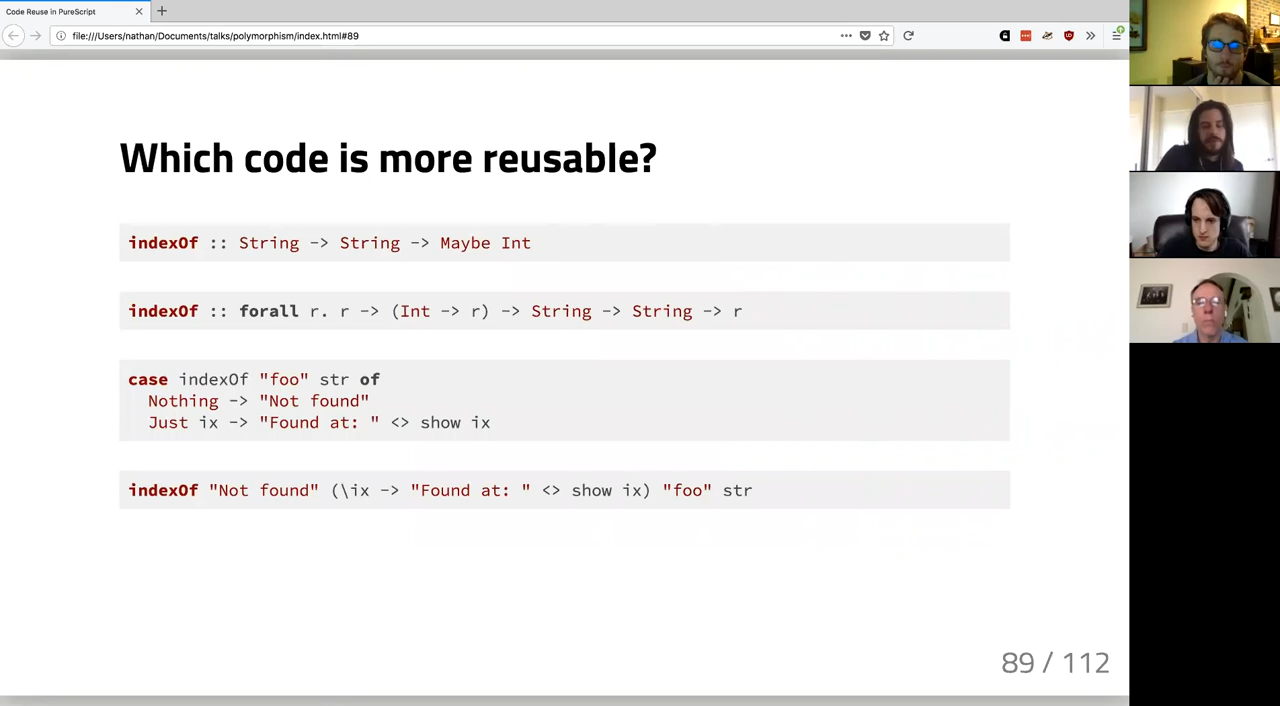 Code Reuse in PureScript
file:///Users/nathan/Documents/talks/polymorphism/index.html#89
Which code is more reusable?
indexOf :: String -> String -> Maybe Int
indexOf :: forall r. r -> (Int -> r) -> String -> String -> r
case indexOf "foo" str of
  Nothing -> "Not found"
  Just ix -> "Found at: " <> show ix
indexOf "Not found" (\ix -> "Found at: " <> show ix) "foo" str
89 / 112